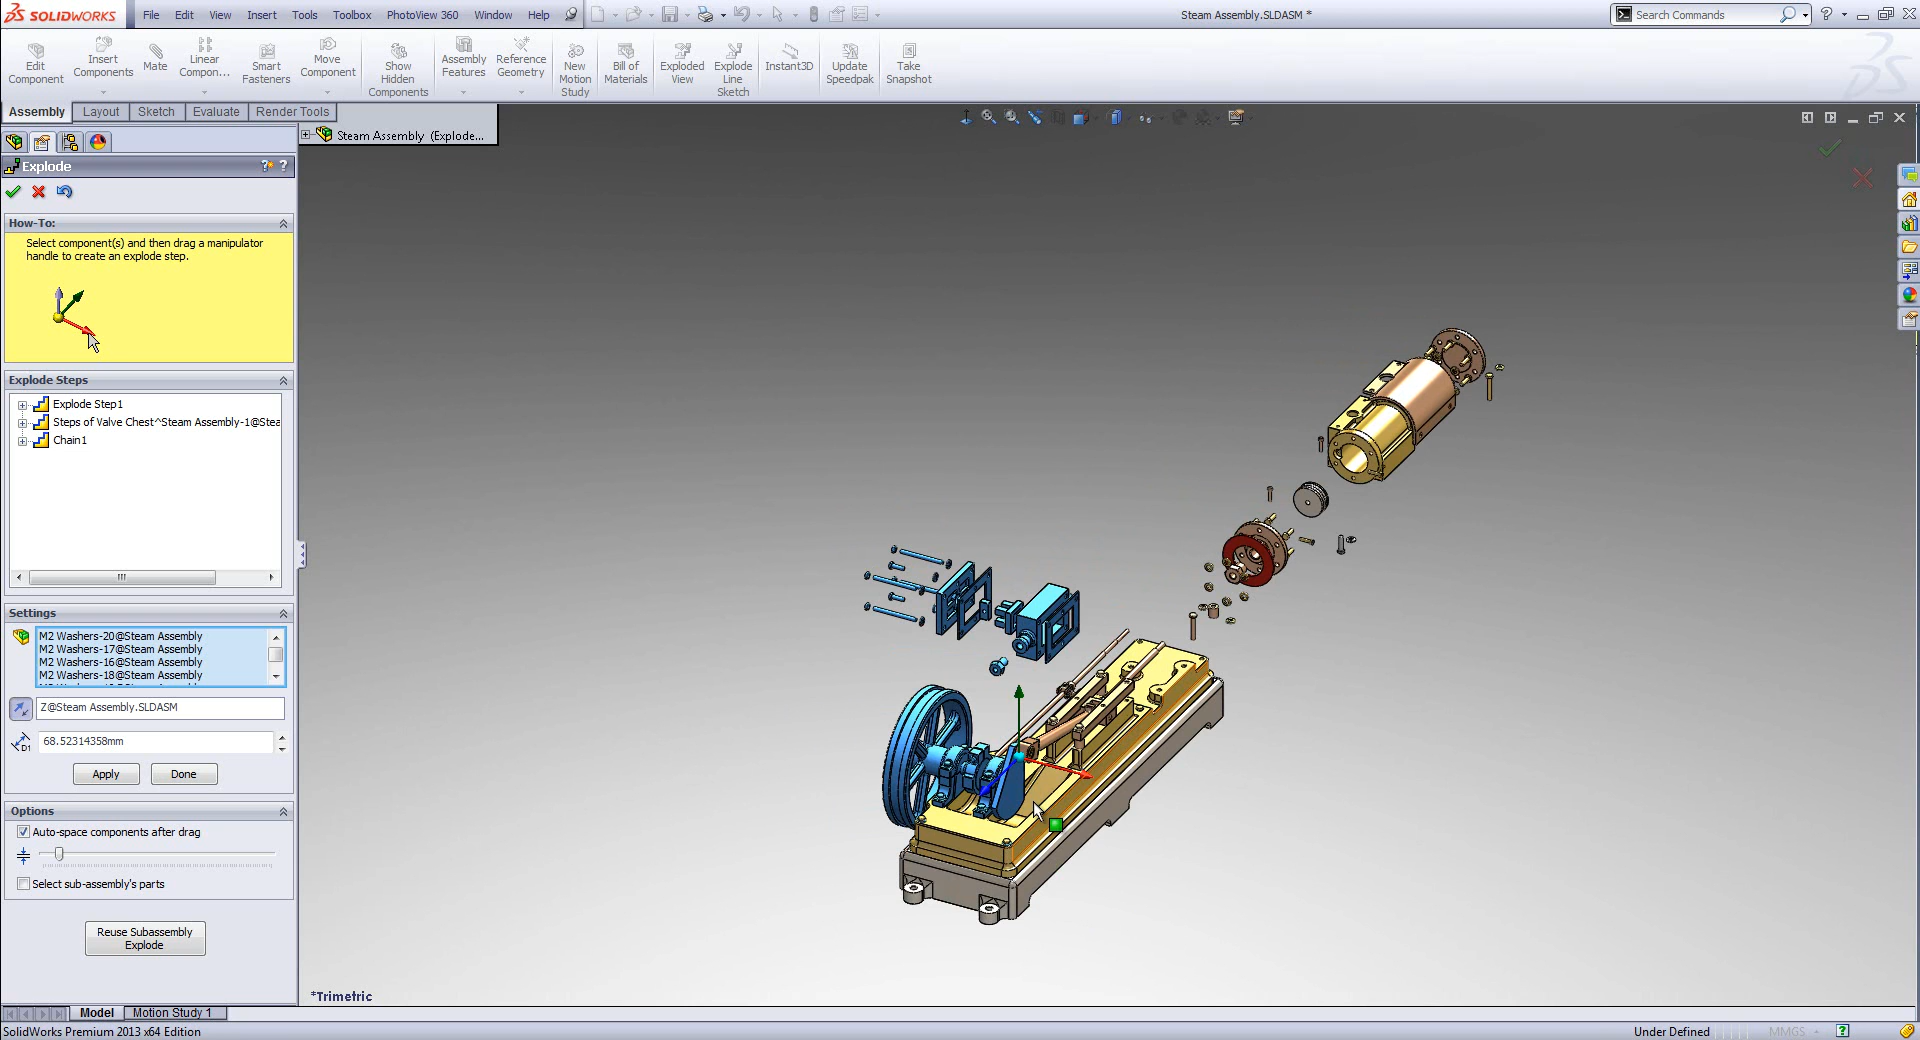 SOLIDWORKS File Edit View Insert Tools Toolbox PhotoView 360 Window Help Steam Assembly.SLDASM * Search Commands
Edit Component
Insert Components
Mate
Linear Compon...
Smart Fasteners
Move Component
Show Hidden Components
Assembly Features
Reference Geometry
New Motion Study
Bill of Materials
Exploded View
Explode Line Sketch
Instant3D
Update Speedpak
Take Snapshot
Assembly Layout Sketch Evaluate Render Tools
Steam Assembly (Explode...
Explode
How-To:
Select component(s) and then drag a manipulator
handle to create an explode step.
Explode Steps
Explode Step1
Steps of Valve Chest^Steam Assembly-1@Stea
Chain1
Settings
M2 Washers-20@Steam Assembly
M2 Washers-17@Steam Assembly
M2 Washers-16@Steam Assembly
M2 Washers-18@Steam Assembly
Z@Steam Assembly.SLDASM
D1 68.52314358mm
Apply Done
Options
Auto-space components after drag
Select sub-assembly's parts
Reuse Subassembly
Explode
*Trimetric
Model Motion Study 1
SolidWorks Premium 2013 x64 Edition Under Defined MMGS